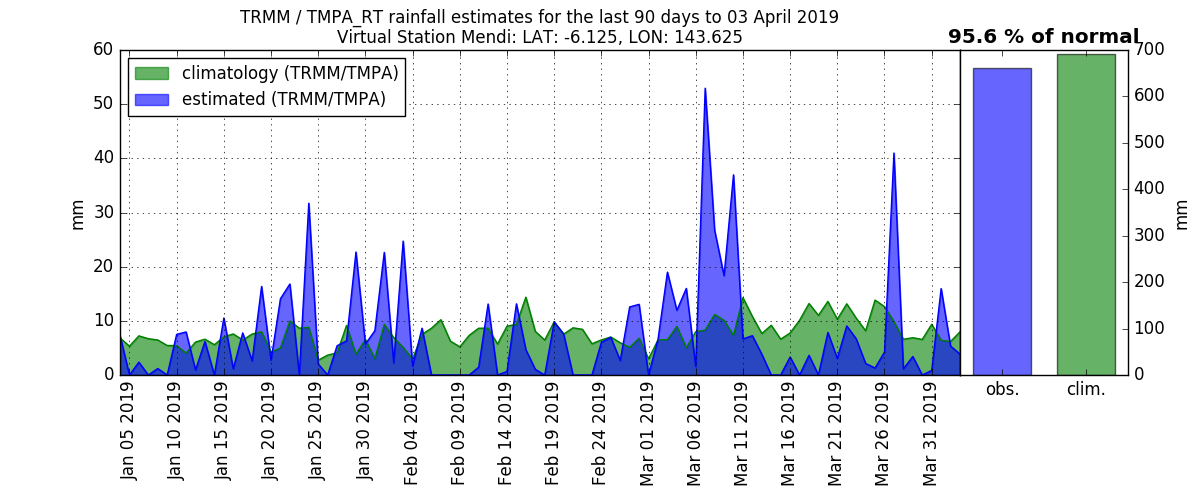 TRMM / TMPA_RT rainfall estimates for the last 90 days to 03 April 2019
Virtual Station Mendi: LAT: -6.125, LON: 143.625
95.6 % of normal
climatology (TRMM/TMPA)
estimated (TRMM/TMPA)
60
50
40
30
20
10
0
mm
Jan 05 2019
Jan 10 2019
Jan 15 2019
Jan 20 2019
Jan 25 2019
Jan 30 2019
Feb 04 2019
Feb 09 2019
Feb 14 2019
Feb 19 2019
Feb 24 2019
Mar 01 2019
Mar 06 2019
Mar 11 2019
Mar 16 2019
Mar 21 2019
Mar 26 2019
Mar 31 2019
obs.
clim.
700
600
500
400
300
200
100
0
mm